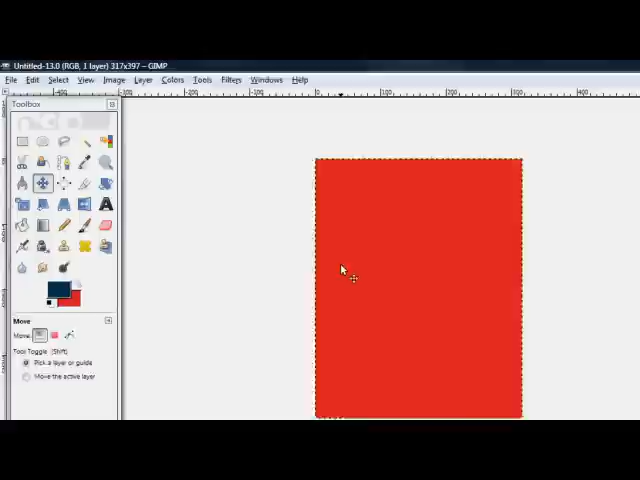 Untitled-13.0 (RGB, 1 layer) 317x397 – GIMP
File Edit Select View Image Layer Colors Tools Filters Windows Help
Toolbox
Move
Move:
Tool Toggle (Shift)
Pick a layer or guide
Move the active layer